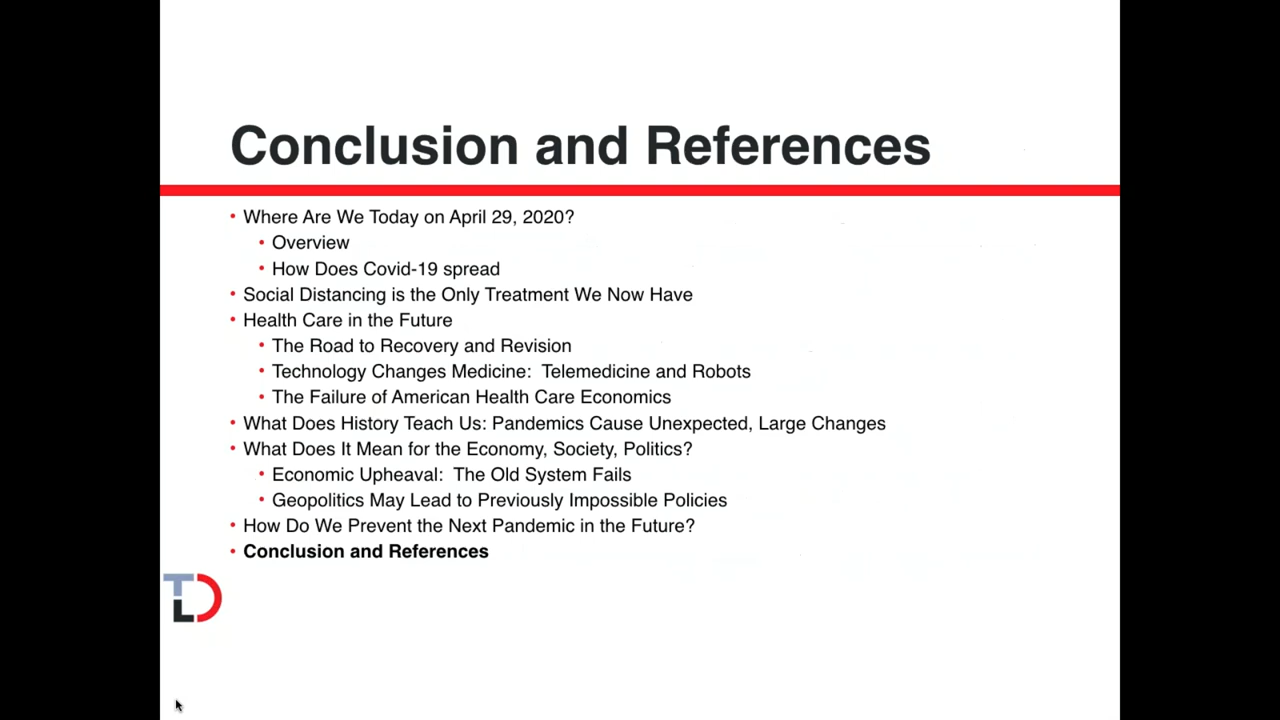 Conclusion and References
• Where Are We Today on April 29, 2020?
• Overview
• How Does Covid-19 spread
• Social Distancing is the Only Treatment We Now Have
• Health Care in the Future
• The Road to Recovery and Revision
• Technology Changes Medicine:  Telemedicine and Robots
• The Failure of American Health Care Economics
• What Does History Teach Us: Pandemics Cause Unexpected, Large Changes
• What Does It Mean for the Economy, Society, Politics?
• Economic Upheaval:  The Old System Fails
• Geopolitics May Lead to Previously Impossible Policies
• How Do We Prevent the Next Pandemic in the Future?
• Conclusion and References
TLD